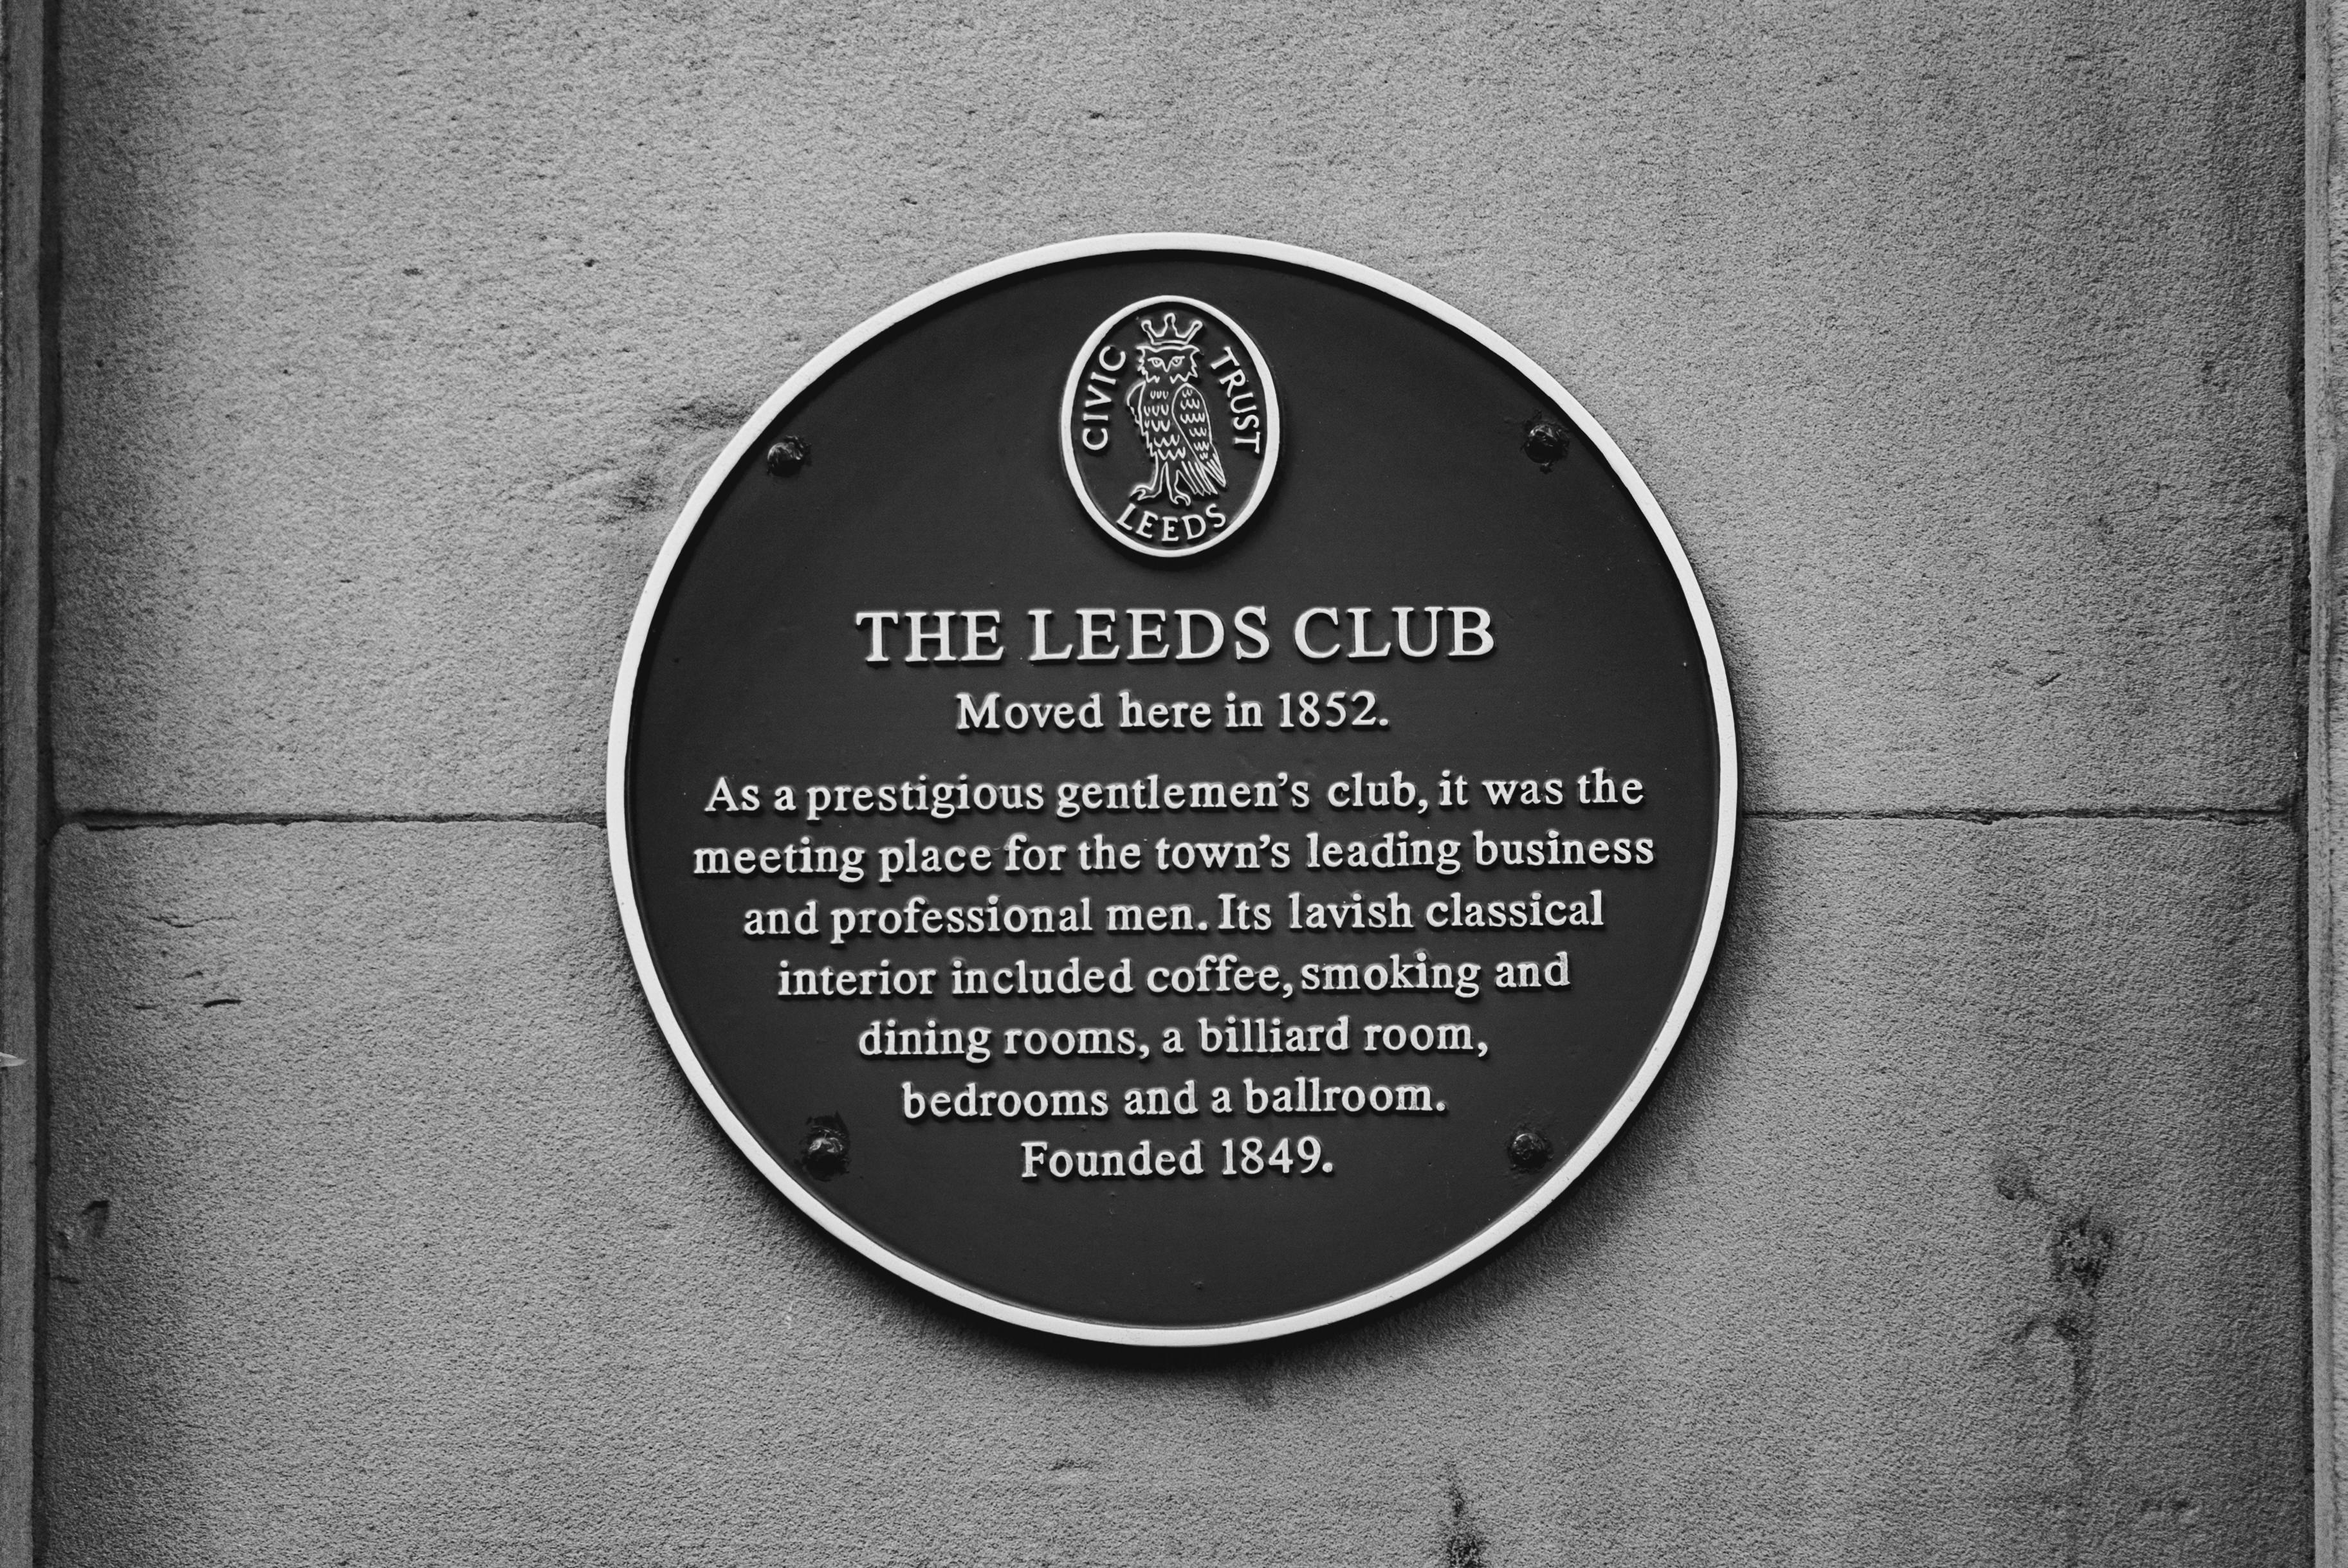 CIVIC TRUST
LEEDS
THE LEEDS CLUB
Moved here in 1852.
As a prestigious gentlemen's club, it was the
meeting place for the town's leading business
and professional men. Its lavish classical
interior included coffee, smoking and
dining rooms, a billiard room,
bedrooms and a ballroom.
Founded 1849.